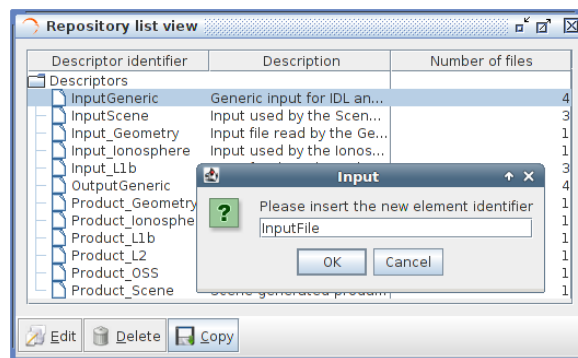 Repository list view
Descriptor identifier Description Number of files
Descriptors
InputGeneric Generic input for IDL an... 4
InputScene Input used by the Scen... 3
Input_Geometry Input file read by the Ge... 1
Input_Ionosphere Input used by the Ionos... 1
Input_L1b 3
OutputGeneric 4
Product_Geometry 1
Product_Ionosphe 1
Product_L1b 1
Product_L2 1
Product_OSS 1
Product_Scene 1
Input
Please insert the new element identifier
InputFile
OK Cancel
Edit Delete Copy